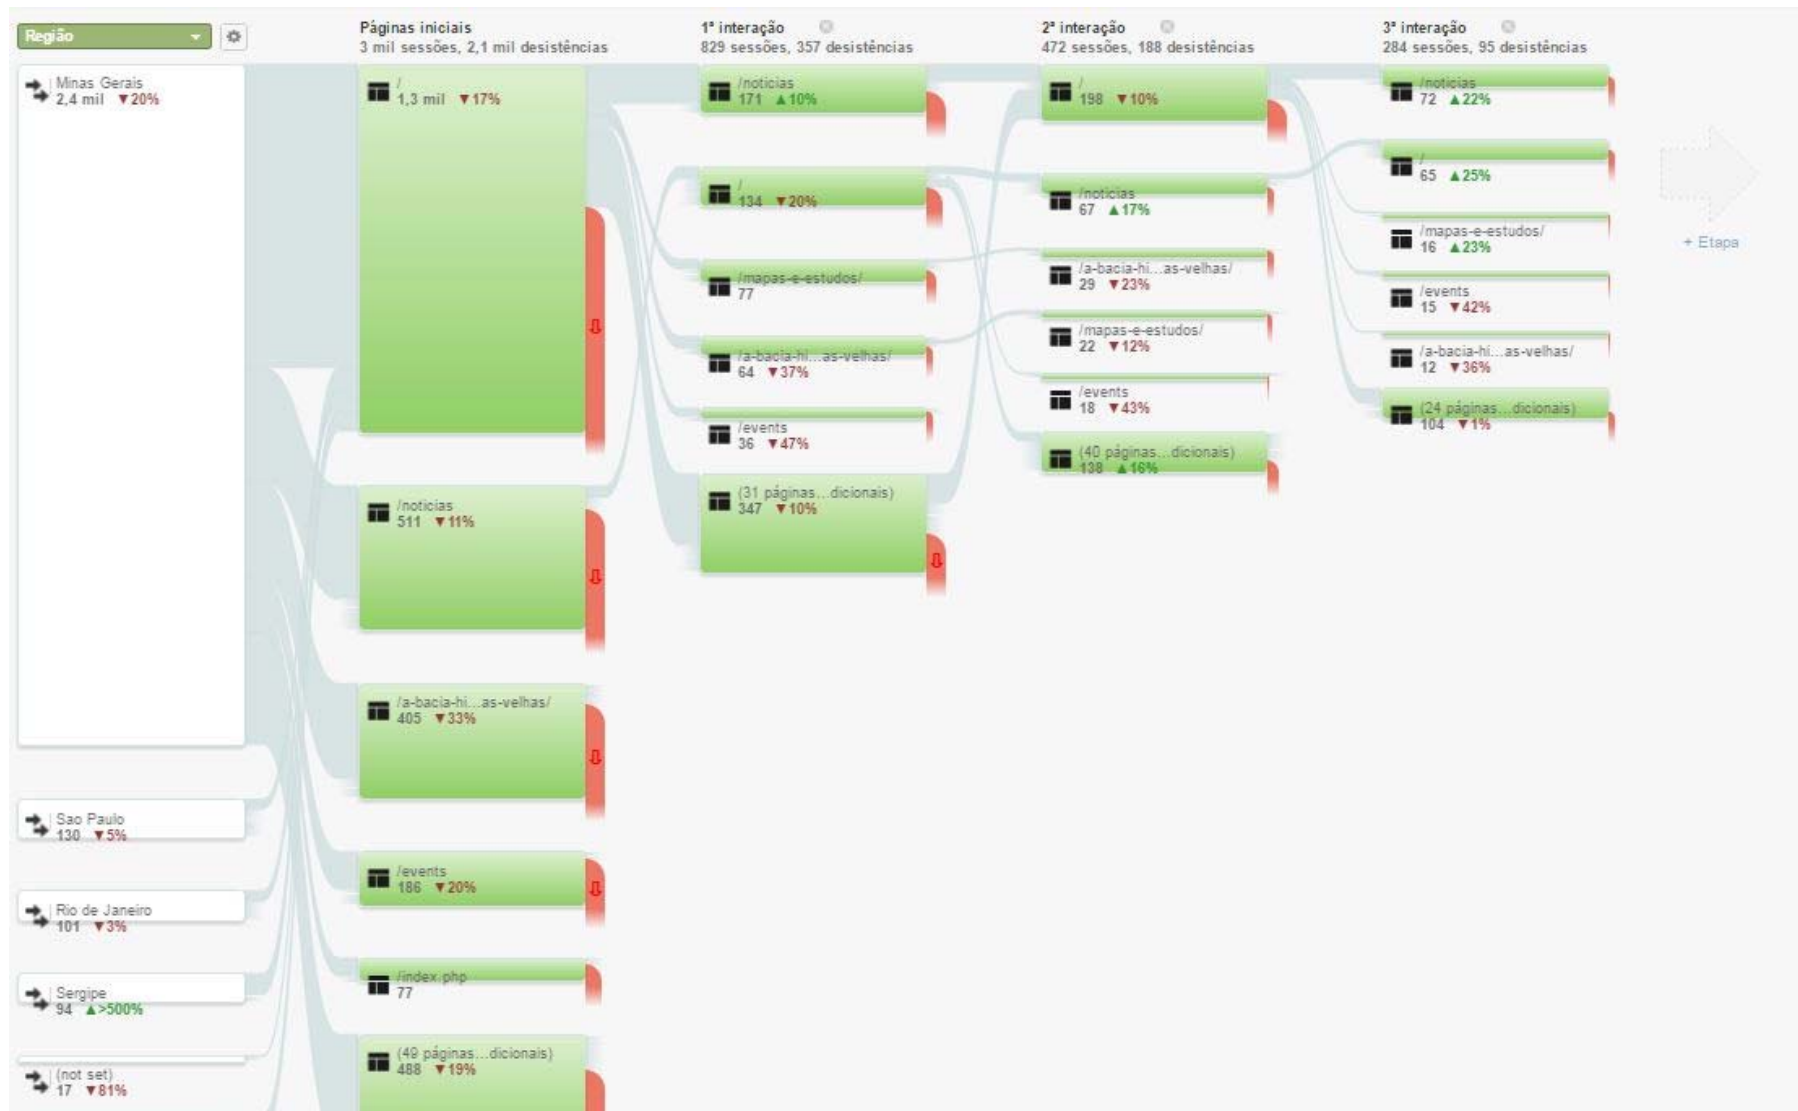 Região
Minas Gerais
2,4 mil ▼20%
Sao Paulo
130 ▼5%
Rio de Janeiro
101 ▼3%
Sergipe
94 ▲>500%
(not set)
17 ▼81%
Páginas iniciais
3 mil sessões, 2,1 mil desistências
/
1,3 mil ▼17%
/noticias
511 ▼11%
/a-bacia-hi...as-velhas/
405 ▼33%
/events
186 ▼20%
/index.php
77
(49 páginas...dicionais)
488 ▼19%
1ª interação
829 sessões, 357 desistências
/noticias
171 ▲10%
/
134 ▼20%
/mapas-e-estudos/
77
/a-bacia-hi...as-velhas/
64 ▼37%
/events
36 ▼47%
(31 páginas...dicionais)
347 ▼10%
2ª interação
472 sessões, 188 desistências
/
198 ▼10%
/noticias
67 ▲17%
/a-bacia-hi...as-velhas/
29 ▼23%
/mapas-e-estudos/
22 ▼12%
/events
18 ▼43%
(40 páginas...dicionais)
138 ▲16%
3ª interação
284 sessões, 95 desistências
/noticias
72 ▲22%
/
65 ▲25%
/mapas-e-estudos/
16 ▲23%
/events
15 ▼42%
/a-bacia-hi...as-velhas/
12 ▼36%
(24 páginas...dicionais)
104 ▼1%
+ Etapa